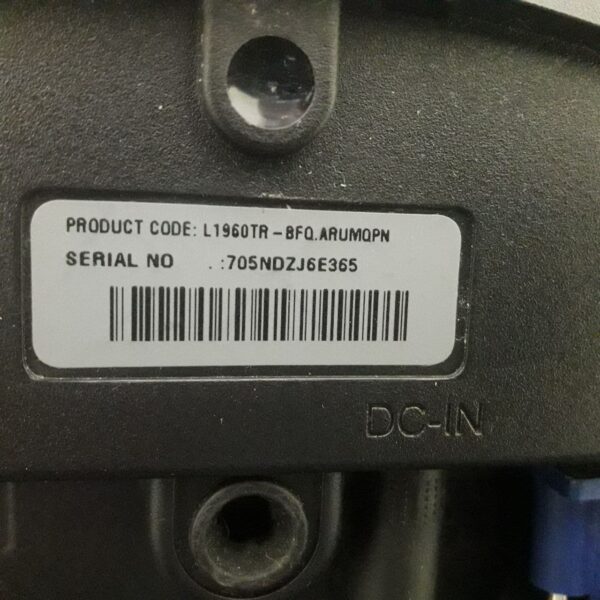 PRODUCT CODE: L1960TR-BFQ.ARUMQPN
SERIAL NO . :705NDZJ6E365
DC-IN